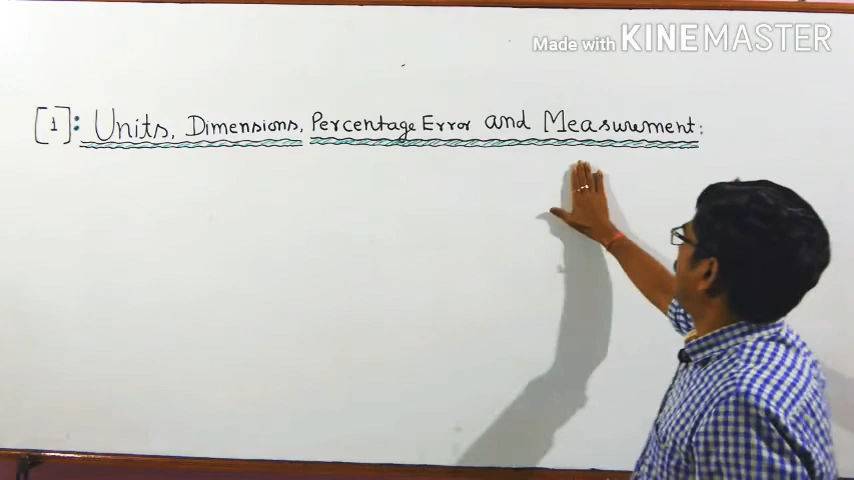 Made with KINEMASTER
[1]: Units, Dimensions, Percentage Error and Measurement: